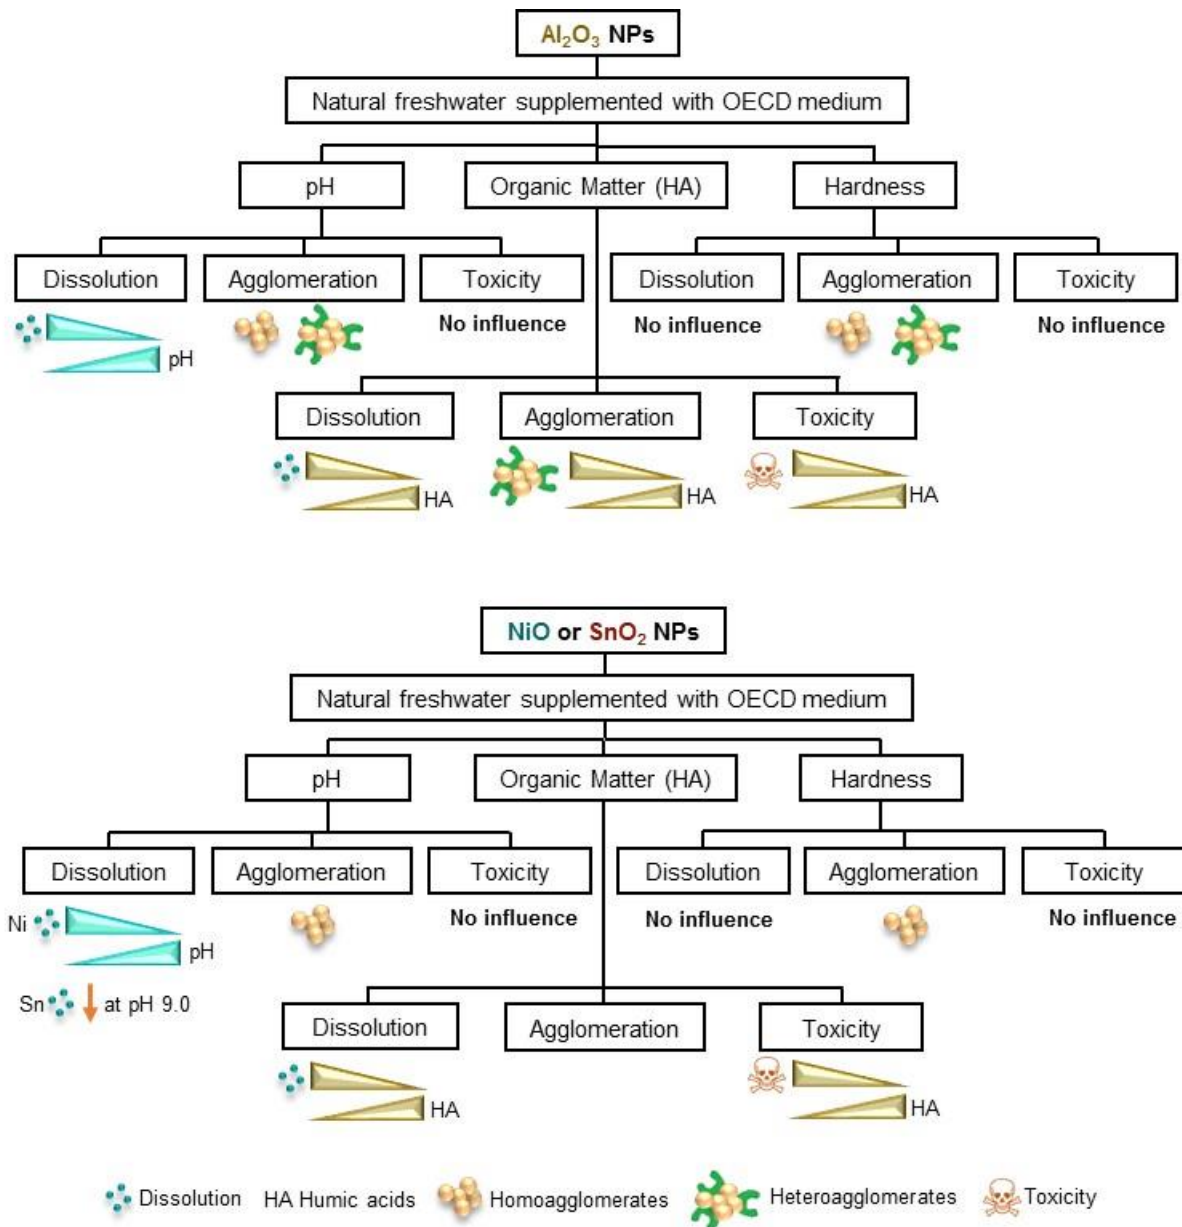 Al₂O₃ NPs
Natural freshwater supplemented with OECD medium
pH
Organic Matter (HA)
Hardness
Dissolution
Agglomeration
Toxicity
Dissolution
Agglomeration
Toxicity
No influence
No influence
No influence
pH
Dissolution
Agglomeration
Toxicity
HA
HA
HA
NiO or SnO₂ NPs
Natural freshwater supplemented with OECD medium
pH
Organic Matter (HA)
Hardness
Dissolution
Agglomeration
Toxicity
Dissolution
Agglomeration
Toxicity
Ni
No influence
No influence
No influence
pH
Sn
at pH 9.0
Dissolution
Agglomeration
Toxicity
HA
HA
Dissolution
HA Humic acids
Homoagglomerates
Heteroagglomerates
Toxicity